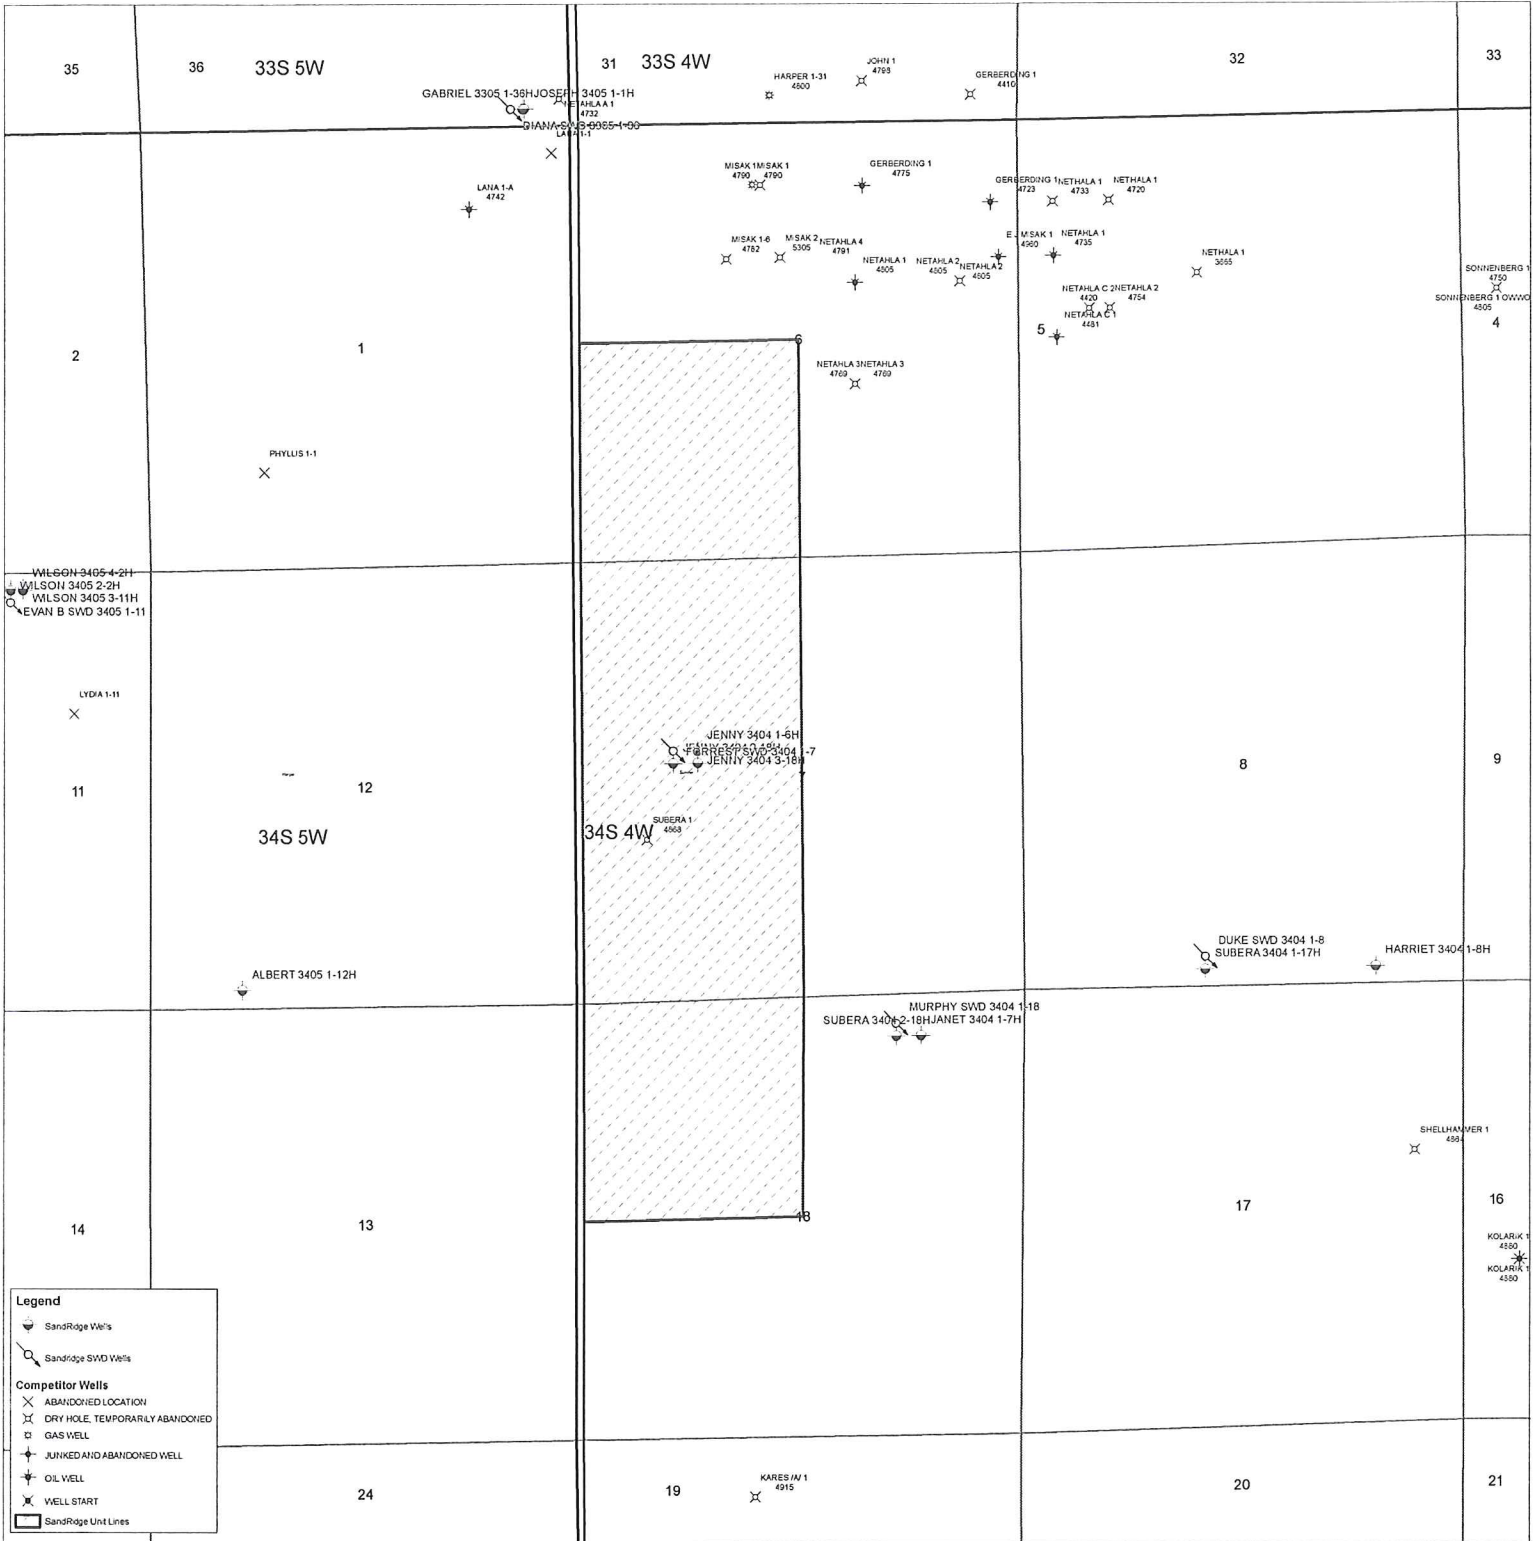 35
36
33S 5W
31
33S 4W
32
33
JOHN 1
4798
HARPER 1-31
4600
GERBERDING 1
4410
GABRIEL 3305 1-36H
JOSEPH 3405 1-1H
NETAHLA A 1
4732
DIANA SWD 3305 1-36
LANA 1-1
LANA 1-A
4742
MISAK 1
4790
MISAK 1
4790
GERBERDING 1
4775
GERBERDING 1
4723
NETHALA 1
4733
NETHALA 1
4720
MISAK 1-6
4782
MISAK 2
5305
NETAHLA 4
4791
NETAHLA 1
4805
NETAHLA 2
4805
NETAHLA 2
4805
E J MISAK 1
4960
NETAHLA 1
4735
NETHALA 1
3665
SONNENBERG 1
4750
SONNENBERG 1 OWWO
4805
NETAHLA C 2
4420
NETAHLA 2
4754
NETAHLA C 1
4481
2
1
6
5
4
NETAHLA 3
4769
NETAHLA 3
4769
PHYLLIS 1-1
WILSON 3405 4-2H
WILSON 3405 2-2H
WILSON 3405 3-11H
EVAN B SWD 3405 1-11
LYDIA 1-11
JENNY 3404 1-6H
FORREST SWD 3404 1-7
JENNY 3404 3-18H
11
12
7
8
9
34S 5W
34S 4W
SUBERA 1
4868
ALBERT 3405 1-12H
DUKE SWD 3404 1-8
SUBERA 3404 1-17H
HARRIET 3404 1-8H
MURPHY SWD 3404 1-18
SUBERA 3404 2-18H
JANET 3404 1-7H
SHELLHAMMER 1
14
13
18
17
16
KOLARIK 1
4880
KOLARIK 1
4880
Legend
SandRidge Wells
Sandridge SWD Wells
Competitor Wells
ABANDONED LOCATION
DRY HOLE, TEMPORARILY ABANDONED
GAS WELL
JUNKED AND ABANDONED WELL
OIL WELL
WELL START
SandRidge Unit Lines
24
19
KARES /A/ 1
4915
20
21